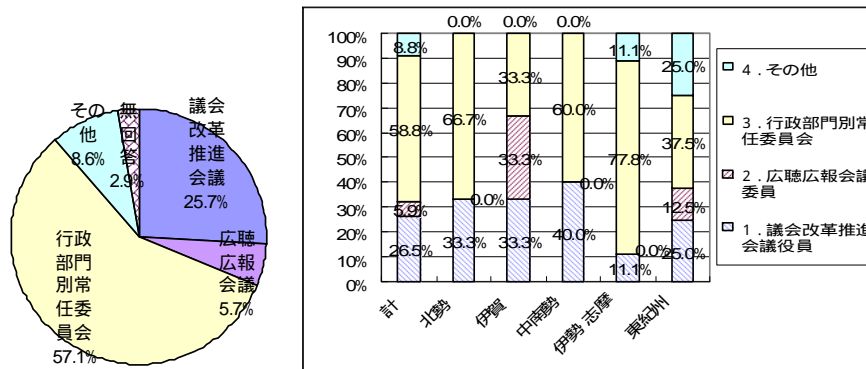 議会
改革
推進
会議
25.7%
広聴
広報
会議
5.7%
行政
部門
別常
任委
員会
57.1%
その
他
8.6%
無
回
答
2.9%
0.0% 0.0% 0.0%
100%
90%
80%
70%
60%
50%
40%
30%
20%
10%
0%
8.8%
58.8%
5.9%
26.5%
66.7%
0.0%
33.3%
33.3%
33.3%
33.3%
60.0%
0.0%
40.0%
11.1%
77.8%
0.0%
11.1%
25.0%
37.5%
12.5%
25.0%
計
北勢
伊賀
中南勢
伊勢志摩
東紀州
4．その他
3．行政部門別常
任委員会
2．広聴広報会議
委員
1．議会改革推進
会議役員